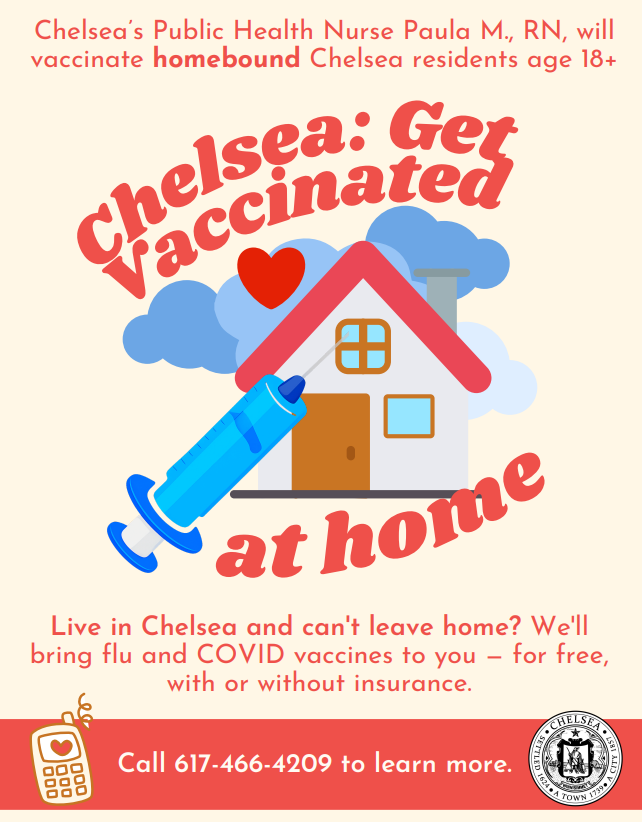 Chelsea's Public Health Nurse Paula M., RN, will
vaccinate homebound Chelsea residents age 18+
Chelsea: Get
Vaccinated
at home
Live in Chelsea and can't leave home? We'll
bring flu and COVID vaccines to you – for free,
with or without insurance.
Call 617-466-4209 to learn more.
CHELSEA
SETTLED 1624 • A TOWN 1739 • A CITY 1857